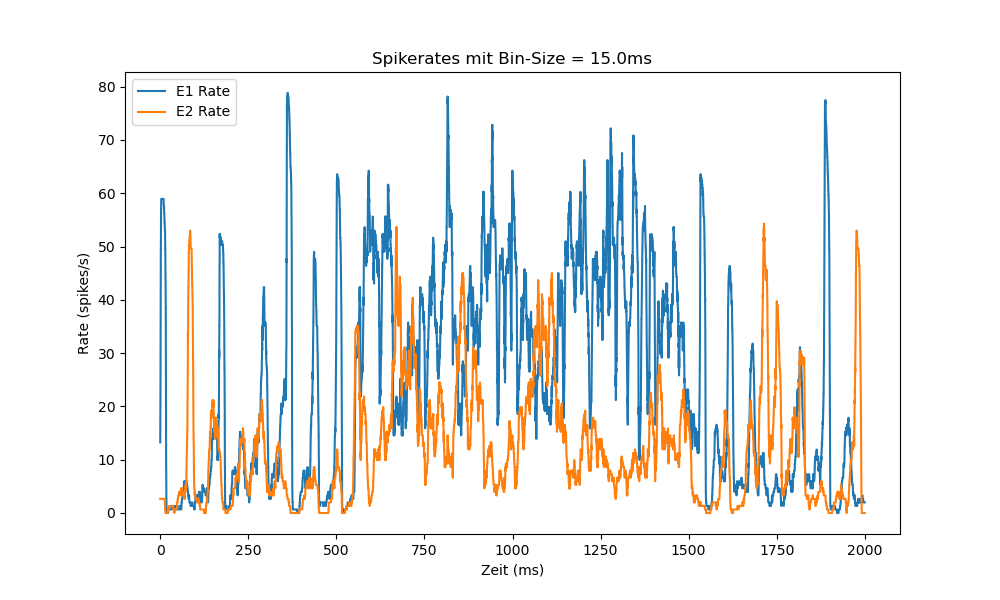 Spikerates mit Bin-Size = 15.0ms
E1 Rate
E2 Rate
Rate (spikes/s)
80
70
60
50
40
30
20
10
0
0 250 500 750 1000 1250 1500 1750 2000
Zeit (ms)